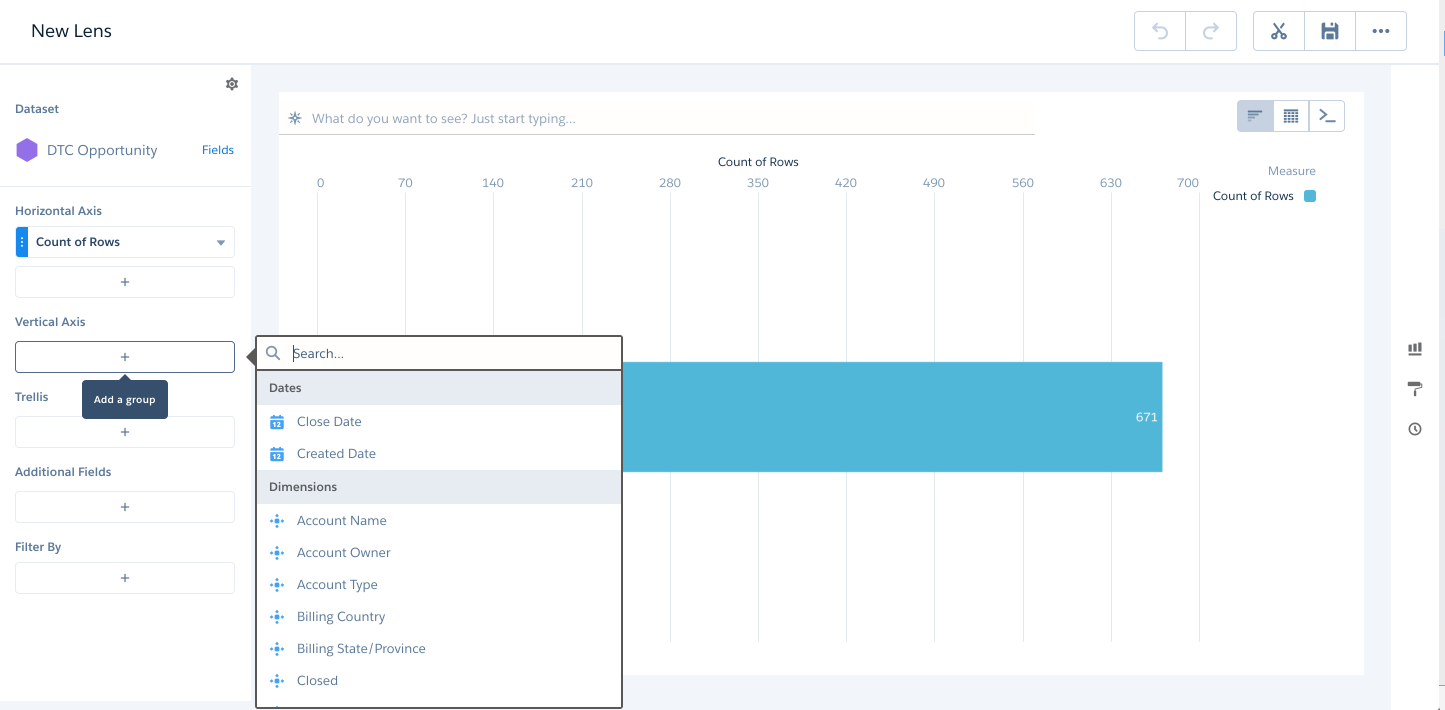 New Lens
Dataset
DTC Opportunity Fields
Horizontal Axis
Count of Rows
+
Vertical Axis
+
Add a group
Trellis
+
Additional Fields
+
Filter By
+
What do you want to see? Just start typing...
Count of Rows
0 70 140 210 280 350 420 490 560 630 700
Measure
Count of Rows
671
Search...
Dates
12 Close Date
12 Created Date
Dimensions
Account Name
Account Owner
Account Type
Billing Country
Billing State/Province
Closed